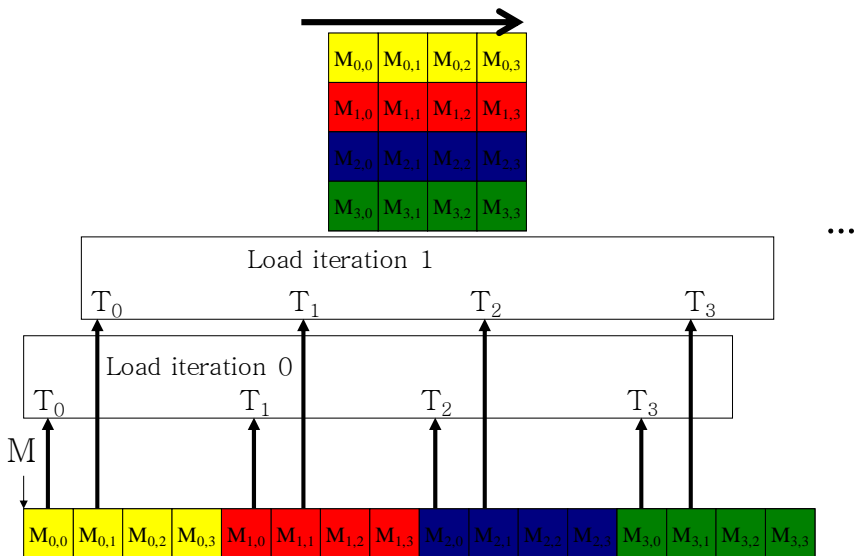 M0,0 M0,1 M0,2 M0,3
M1,0 M1,1 M1,2 M1,3
M2,0 M2,1 M2,2 M2,3
M3,0 M3,1 M3,2 M3,3
...
Load iteration 1
T0 T1 T2 T3
Load iteration 0
T0 T1 T2 T3
M
M0,0 M0,1 M0,2 M0,3 M1,0 M1,1 M1,2 M1,3 M2,0 M2,1 M2,2 M2,3 M3,0 M3,1 M3,2 M3,3